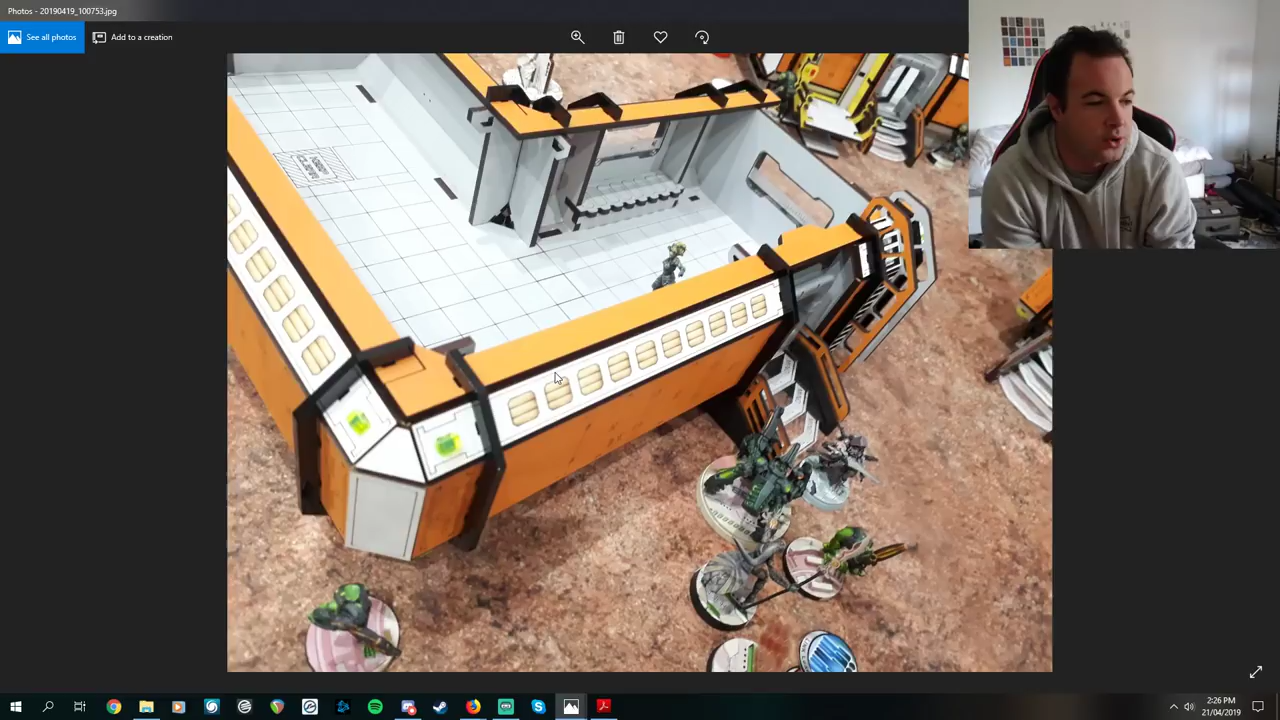 Photos - 20190419_100753.jpg
See all photos
Add to a creation
2:26 PM
21/04/2019